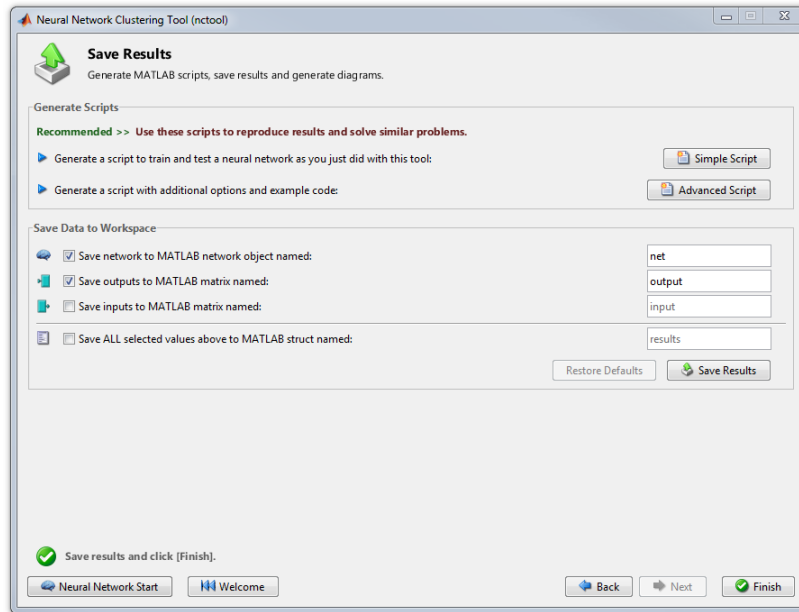 Neural Network Clustering Tool (nctool)
Save Results
Generate MATLAB scripts, save results and generate diagrams.
Generate Scripts
Recommended >> Use these scripts to reproduce results and solve similar problems.
Generate a script to train and test a neural network as you just did with this tool: Simple Script
Generate a script with additional options and example code: Advanced Script
Save Data to Workspace
Save network to MATLAB network object named: net
Save outputs to MATLAB matrix named: output
Save inputs to MATLAB matrix named: input
Save ALL selected values above to MATLAB struct named: results
Restore Defaults Save Results
Save results and click [Finish].
Neural Network Start Welcome Back Next Finish